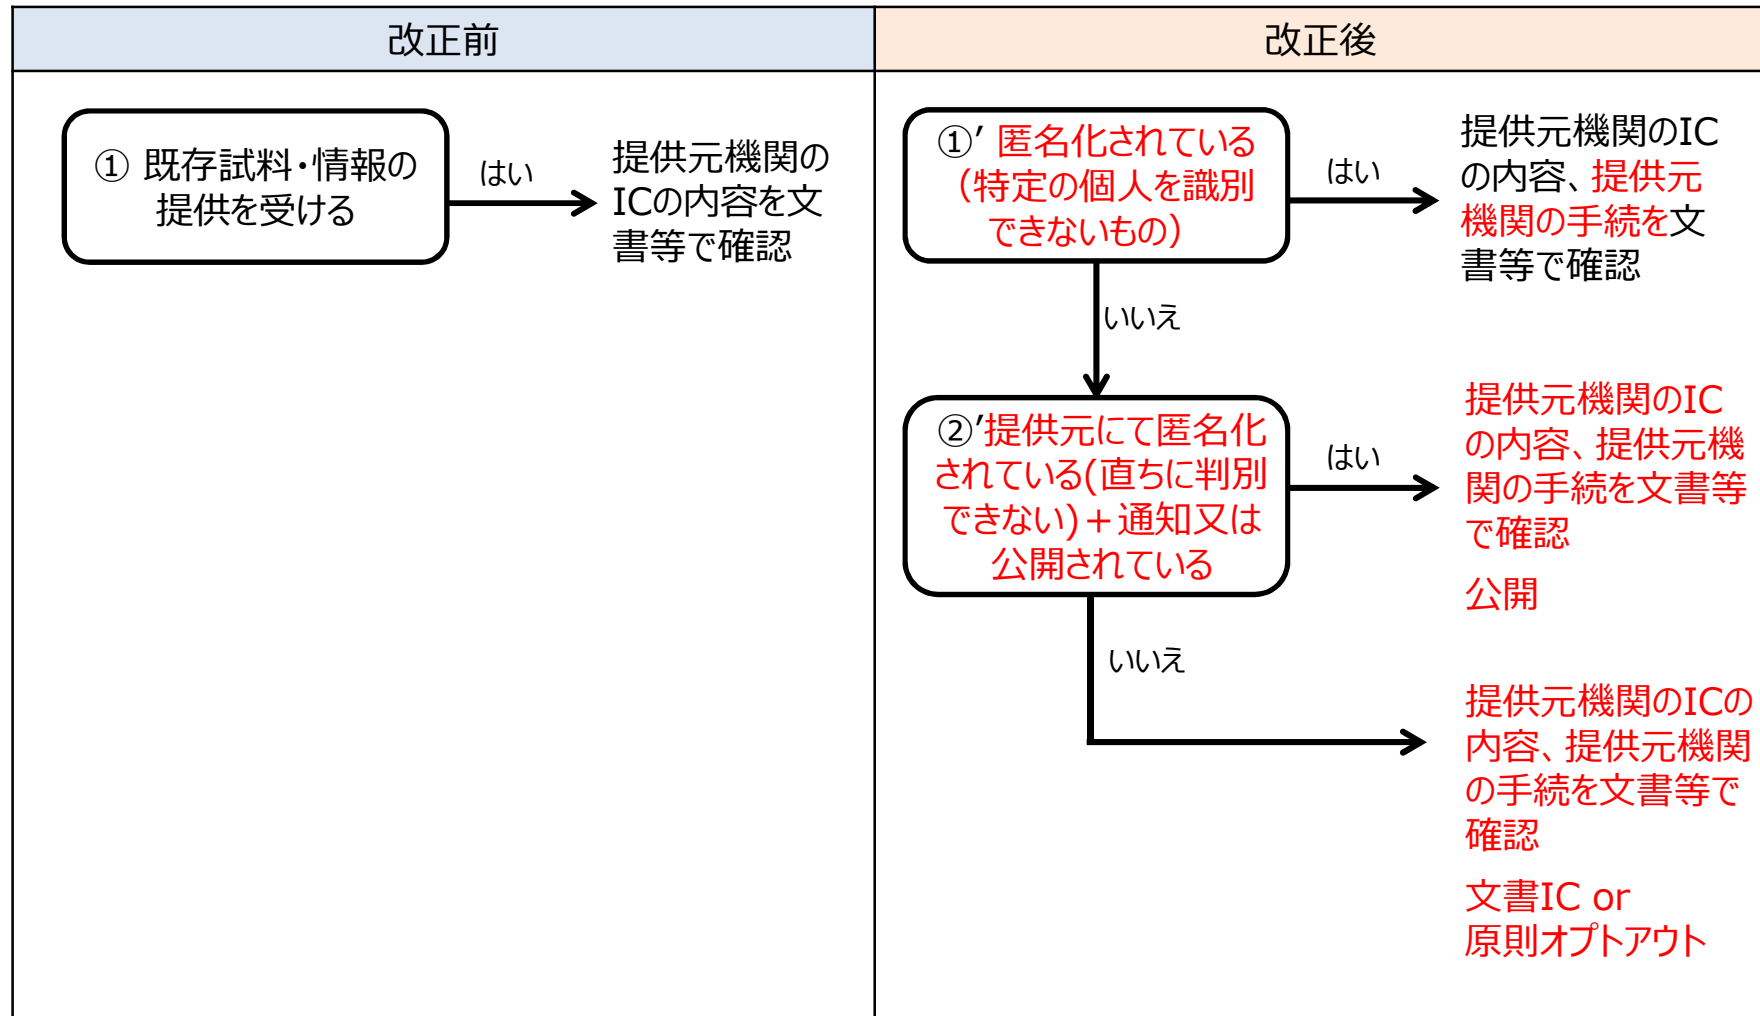 改正前
改正後
① 既存試料・情報の
提供を受ける
はい
提供元機関の
ICの内容を文
書等で確認
①’ 匿名化されている
（特定の個人を識別
できないもの）
はい
提供元機関のIC
の内容、提供元
機関の手続を文
書等で確認
いいえ
②’提供元にて匿名化
されている(直ちに判別
できない)＋通知又は
公開されている
はい
提供元機関のIC
の内容、提供元機
関の手続を文書等
で確認
公開
いいえ
提供元機関のICの
内容、提供元機関
の手続を文書等で
確認
文書IC or
原則オプトアウト